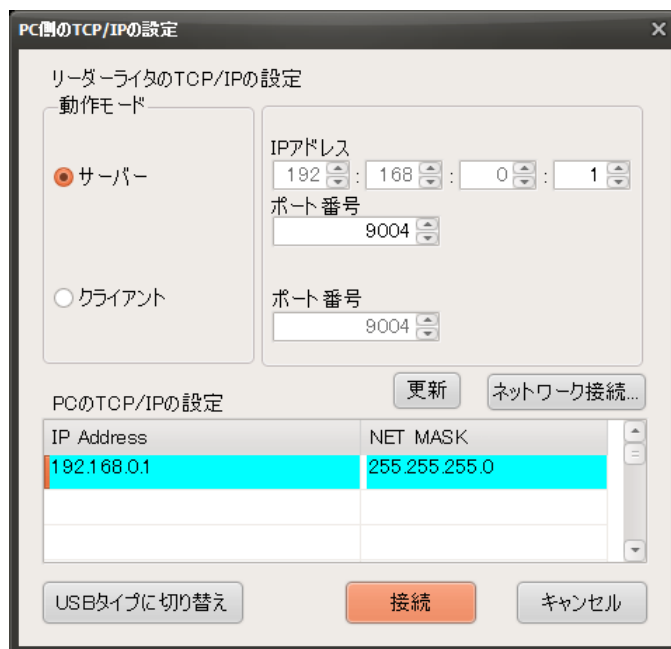 PC側のTCP/IPの設定
リーダーライタのTCP/IPの設定
動作モード
サーバー
IPアドレス
192 : 168 : 0 : 1
ポート番号
9004
クライアント
ポート番号
9004
更新
ネットワーク接続...
PCのTCP/IPの設定
IP Address NET MASK
192.168.0.1 255.255.255.0
USBタイプに切り替え
接続
キャンセル